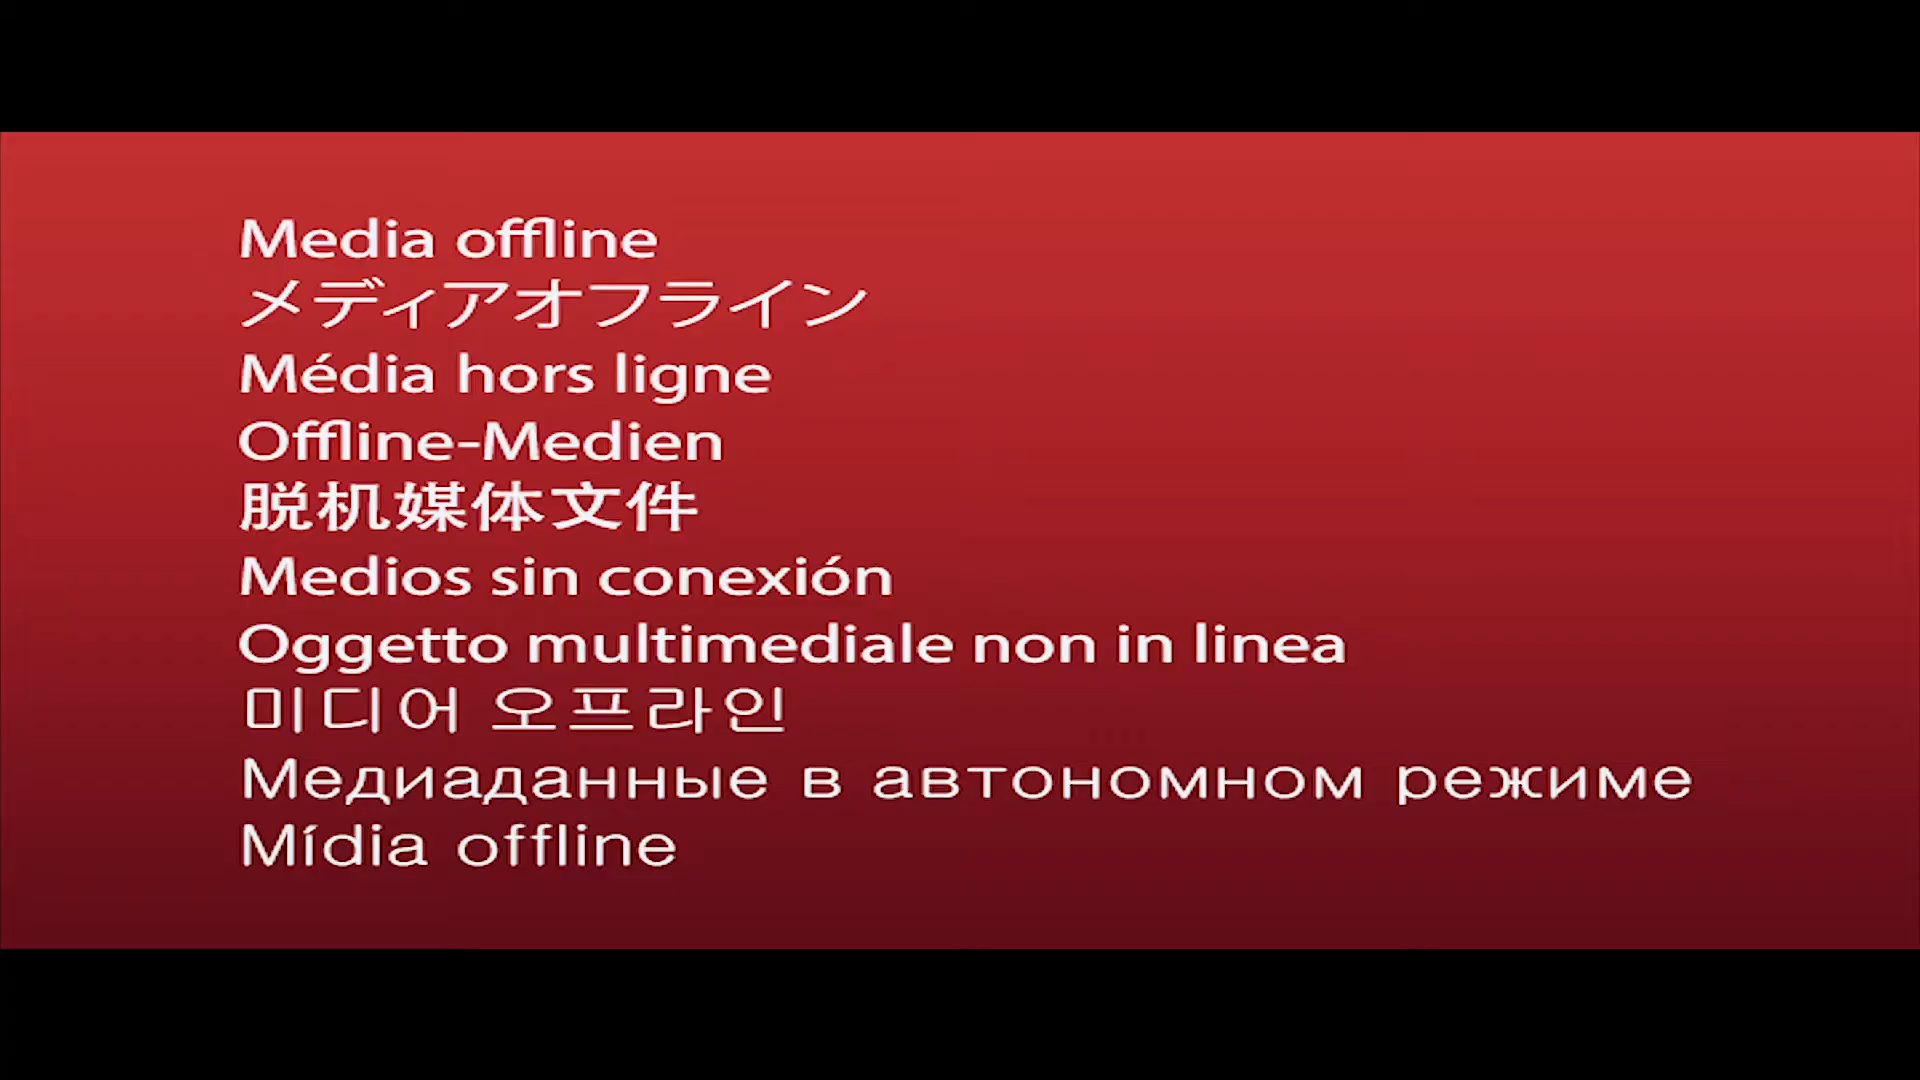 Media offline
メディアオフライン
Média hors ligne
Offline-Medien
脱机媒体文件
Medios sin conexión
Oggetto multimediale non in linea
미디어 오프라인
Медиаданные в автономном режиме
Mídia offline